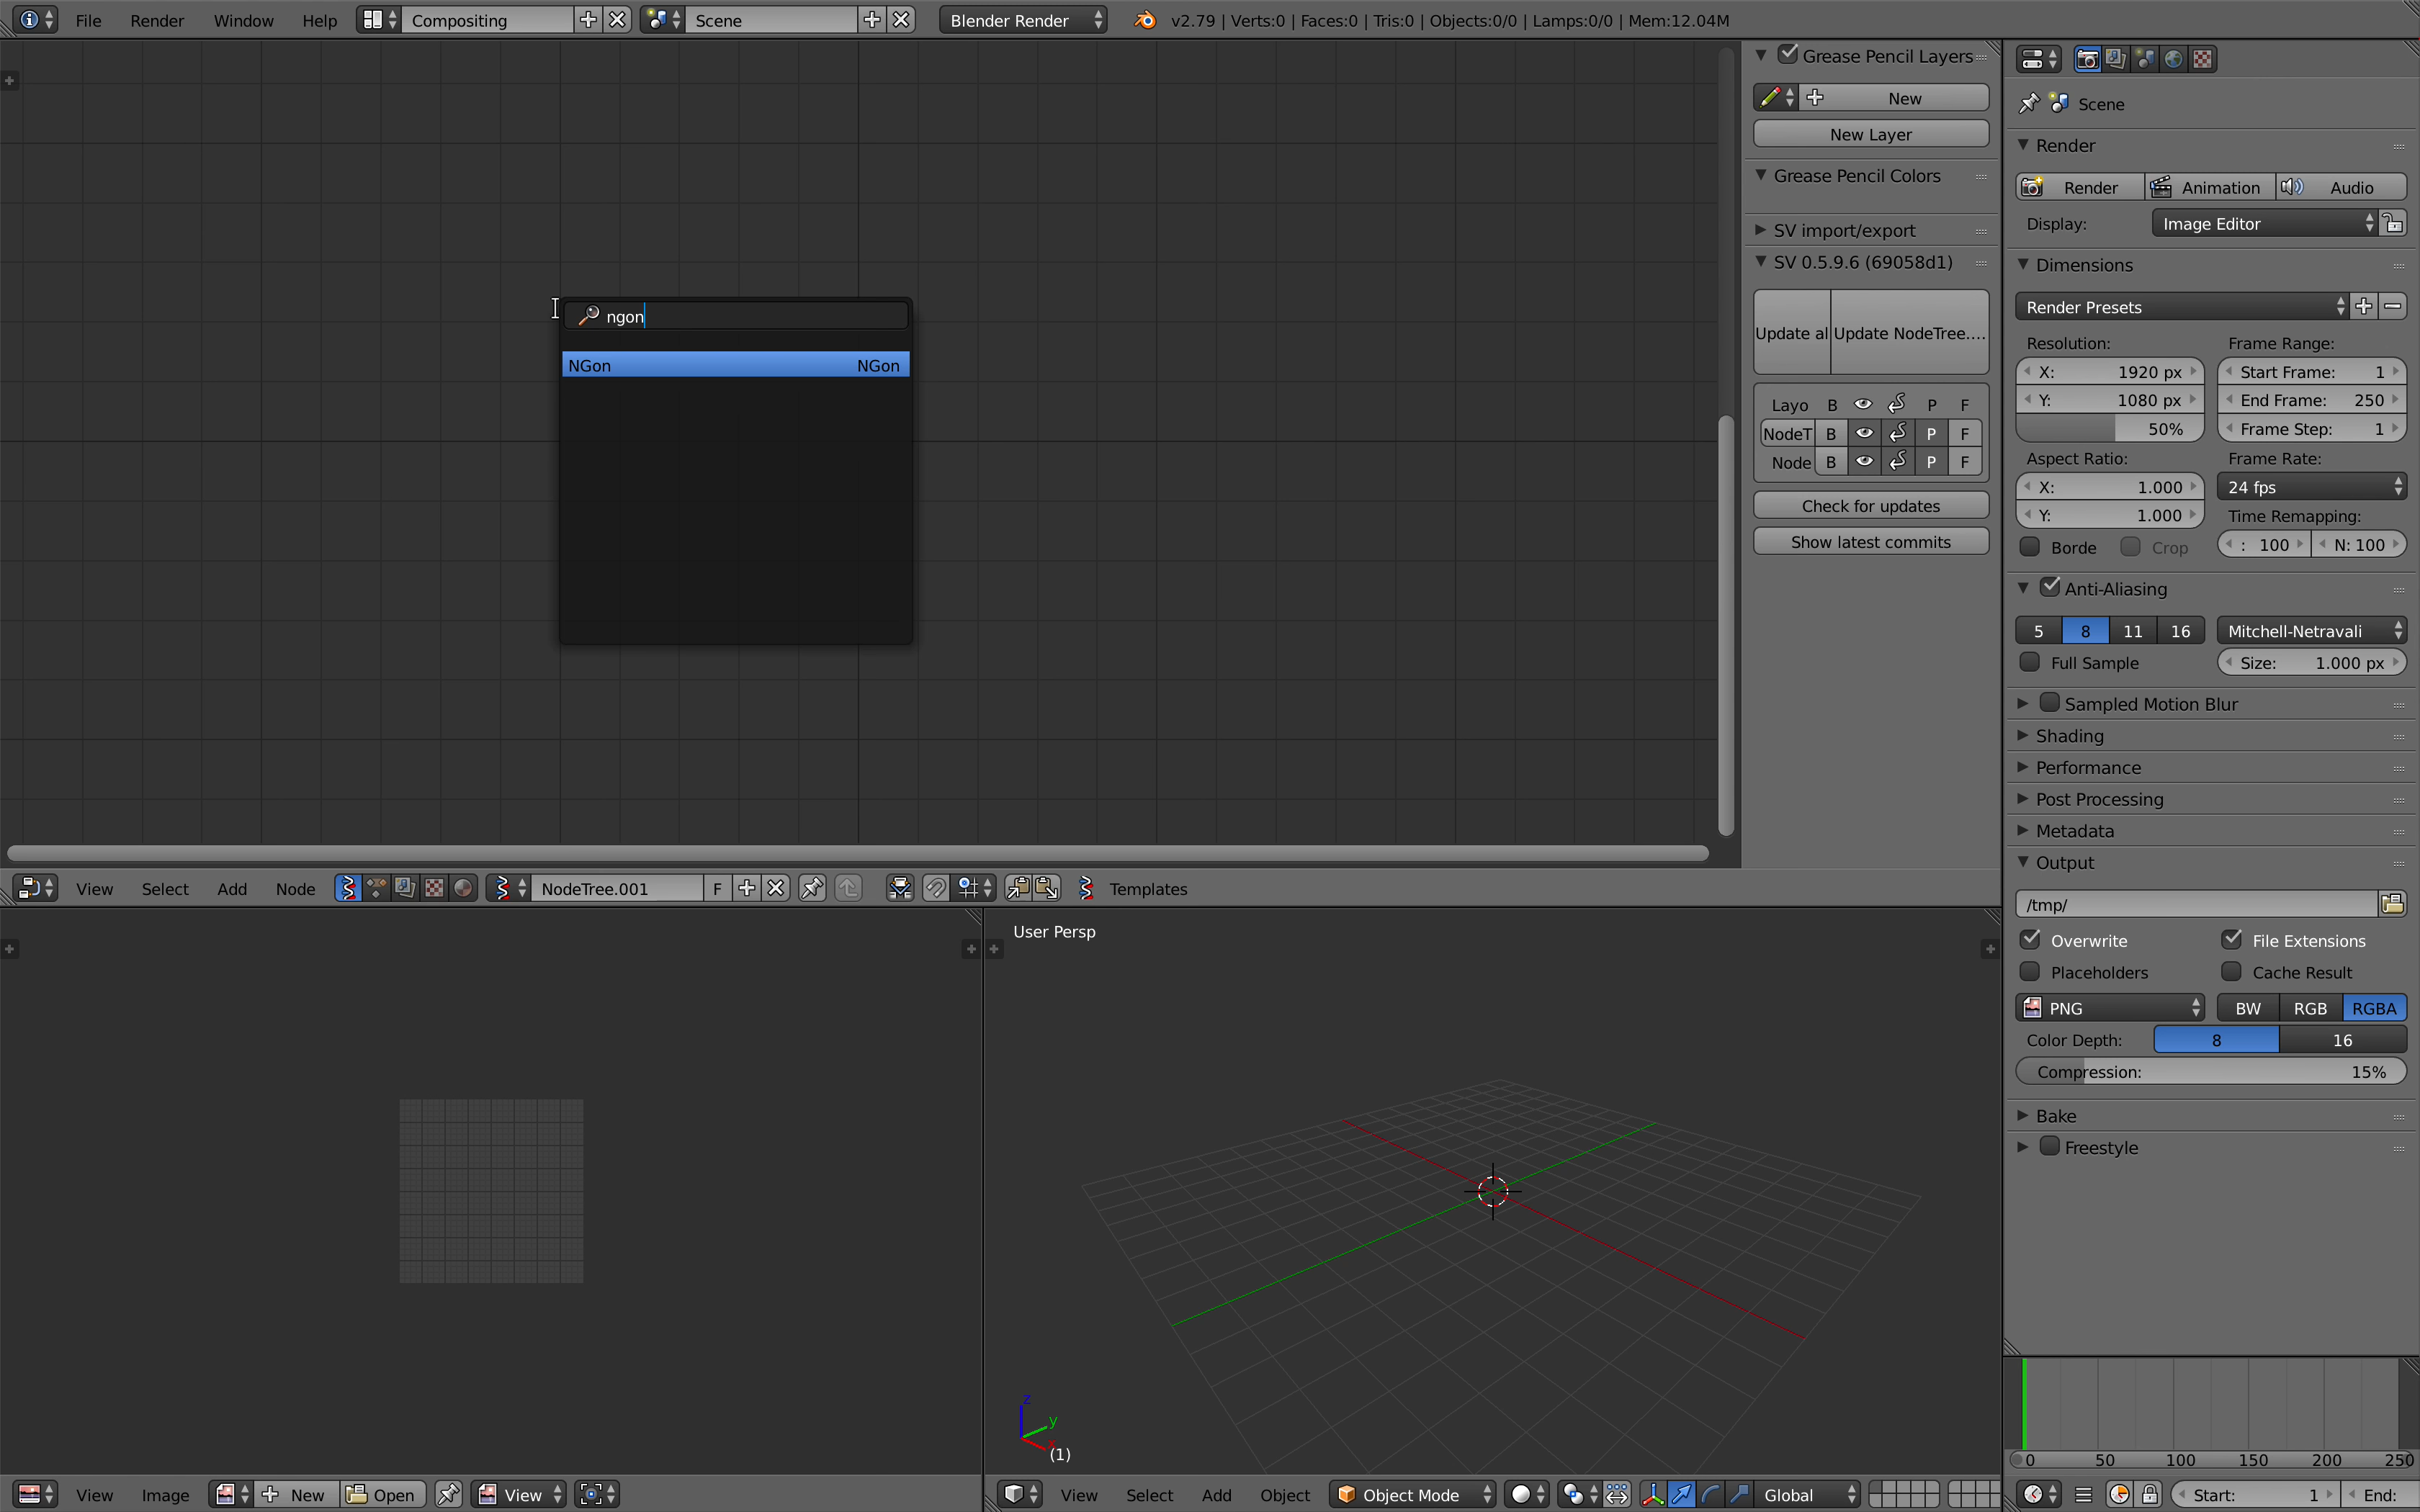 File Render Window Help Compositing Scene Blender Render v2.79 | Verts:0 | Faces:0 | Tris:0 | Objects:0/0 | Lamps:0/0 | Mem:12.04M
ngon
NGon NGon
Grease Pencil Layers
New
New Layer
Grease Pencil Colors
SV import/export
SV 0.5.9.6 (69058d1)
Update al Update NodeTree....
Layo B P F
NodeT B P F
Node B P F
Check for updates
Show latest commits
View Select Add Node NodeTree.001 F Templates
Scene
Render
Render Animation Audio
Display: Image Editor
Dimensions
Render Presets
Resolution: Frame Range:
X: 1920 px Start Frame: 1
Y: 1080 px End Frame: 250
50% Frame Step: 1
Aspect Ratio: Frame Rate:
X: 1.000 24 fps
Y: 1.000 Time Remapping:
Borde Crop : 100 N: 100
Anti-Aliasing
5 8 11 16 Mitchell-Netravali
Full Sample Size: 1.000 px
Sampled Motion Blur
Shading
Performance
Post Processing
Metadata
Output
/tmp/
Overwrite File Extensions
Placeholders Cache Result
PNG BW RGB RGBA
Color Depth: 8 16
Compression: 15%
Bake
Freestyle
User Persp
z
y
x
(1)
View Image New Open View
View Select Add Object Object Mode Global
0 50 100 150 200 250
Start: 1 End: